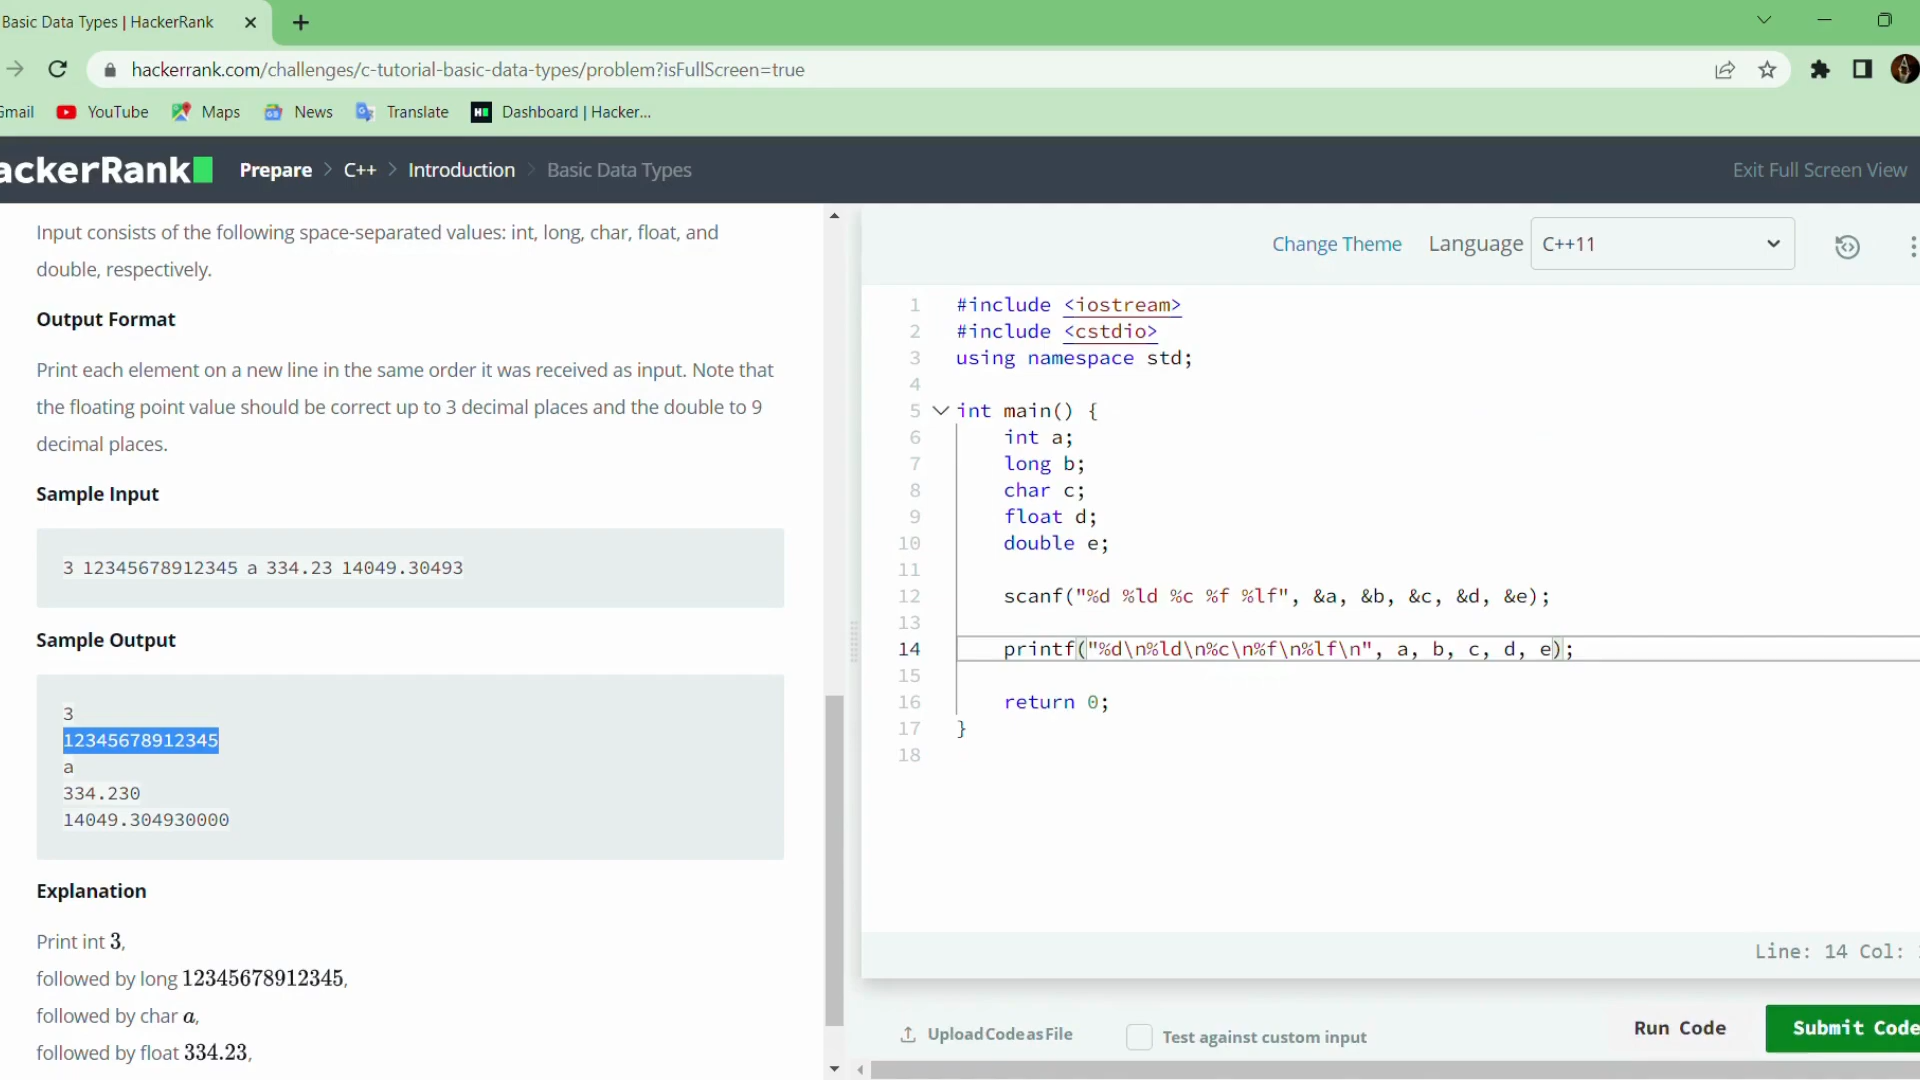 Basic Data Types | HackerRank
hackerrank.com/challenges/c-tutorial-basic-data-types/problem?isFullScreen=true
Gmail YouTube Maps News Translate Dashboard | Hacker...
ackerRank Prepare C++ Introduction Basic Data Types Exit Full Screen View
Input consists of the following space-separated values: int, long, char, float, and
double, respectively.
Output Format
Print each element on a new line in the same order it was received as input. Note that
the floating point value should be correct up to 3 decimal places and the double to 9
decimal places.
Sample Input
3 12345678912345 a 334.23 14049.30493
Sample Output
3
12345678912345
a
334.230
14049.304930000
Explanation
Print int 3,
followed by long 12345678912345,
followed by char a,
followed by float 334.23,
Change Theme Language C++11
1 #include <iostream>
2 #include <cstdio>
3 using namespace std;
4
5 int main() {
6 int a;
7 long b;
8 char c;
9 float d;
10 double e;
11
12 scanf("%d %ld %c %f %lf", &a, &b, &c, &d, &e);
13
14 printf("%d\n%ld\n%c\n%f\n%lf\n", a, b, c, d, e);
15
16 return 0;
17 }
18
Line: 14 Col:
Upload Code as File Test against custom input Run Code Submit Code